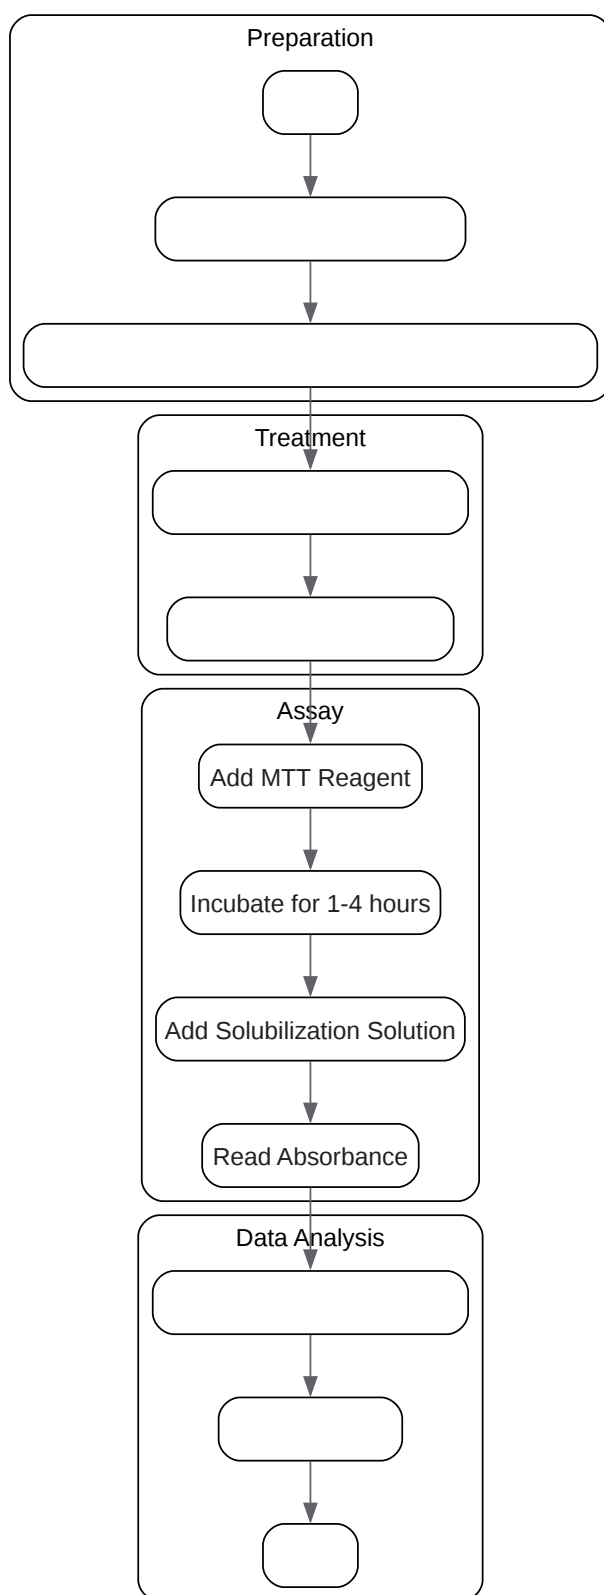 Preparation
Treatment
Assay
Add MTT Reagent
Incubate for 1-4 hours
Add Solubilization Solution
Read Absorbance
Data Analysis